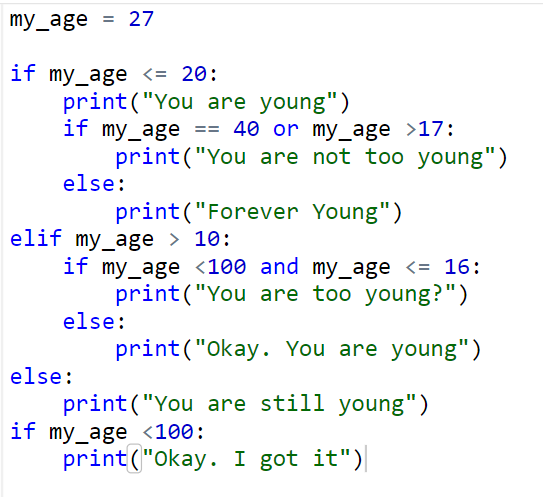 my_age = 27
if my_age <= 20:
    print("You are young")
    if my_age == 40 or my_age >17:
        print("You are not too young")
    else:
        print("Forever Young")
elif my_age > 10:
    if my_age <100 and my_age <= 16:
        print("You are too young?")
    else:
        print("Okay. You are young")
else:
    print("You are still young")
if my_age <100:
    print("Okay. I got it")